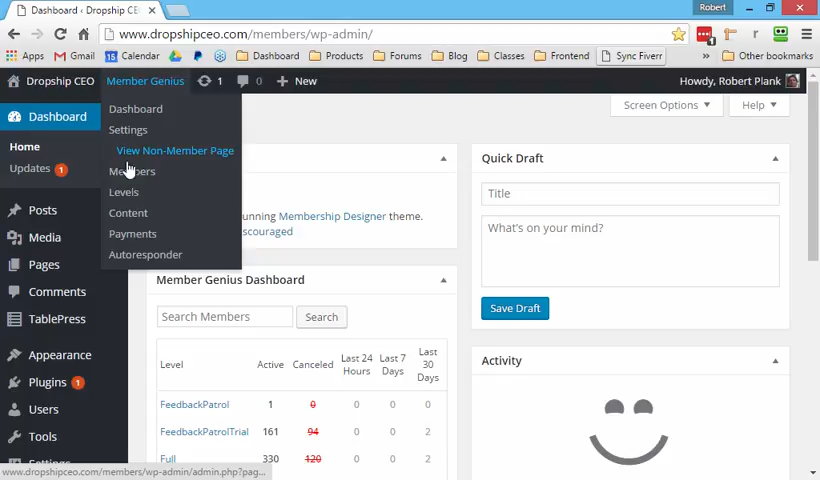 Robert
Dashboard ‹ Dropship CE
www.dropshipceo.com/members/wp-admin/
Apps
Gmail
Calendar
Dashboard
Products
Forums
Blog
Classes
Frontend
Sync Fiverr
Other bookmarks
Dropship CEO
Member Genius
1
0
New
Howdy, Robert Plank
Dashboard
Home
Updates 1
Posts
Media
Pages
Comments
TablePress
Appearance
Plugins 1
Users
Tools
Settings
Dashboard
Settings
View Non-Member Page
Members
Levels
Content
Payments
Autoresponder
Screen Options
Help
unning Membership Designer theme.
scouraged
Member Genius Dashboard
Search Members
Search
Level Active Canceled Last 24 Hours Last 7 Days Last 30 Days
FeedbackPatrol 1 0 0 0 0
FeedbackPatrolTrial 161 94 0 0 2
Full 330 120 0 0 2
Quick Draft
Title
What's on your mind?
Save Draft
Activity
www.dropshipceo.com/members/wp-admin/admin.php?pag...